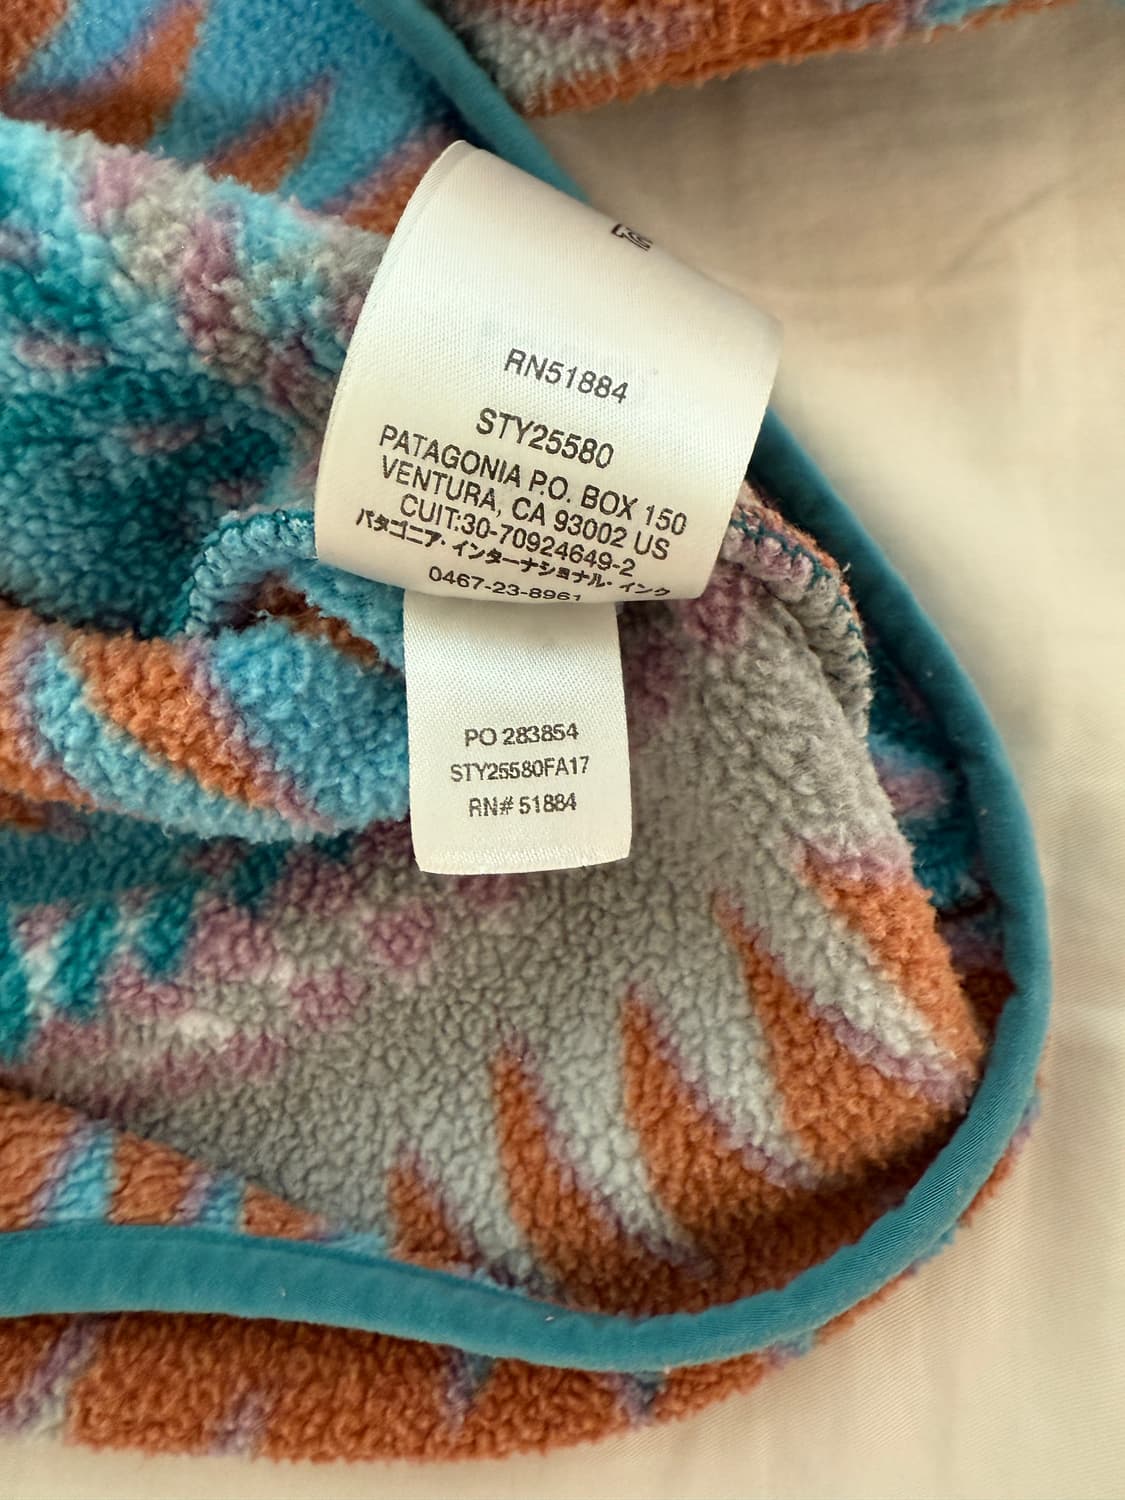 RN51884
STY25580
PATAGONIA P.O. BOX 150
VENTURA, CA 93002 US
CUIT:30-70924649-2
パタゴニア・インターナショナル・インク
0467-23-8961
PO 283854
STY25580FA17
RN# 51884